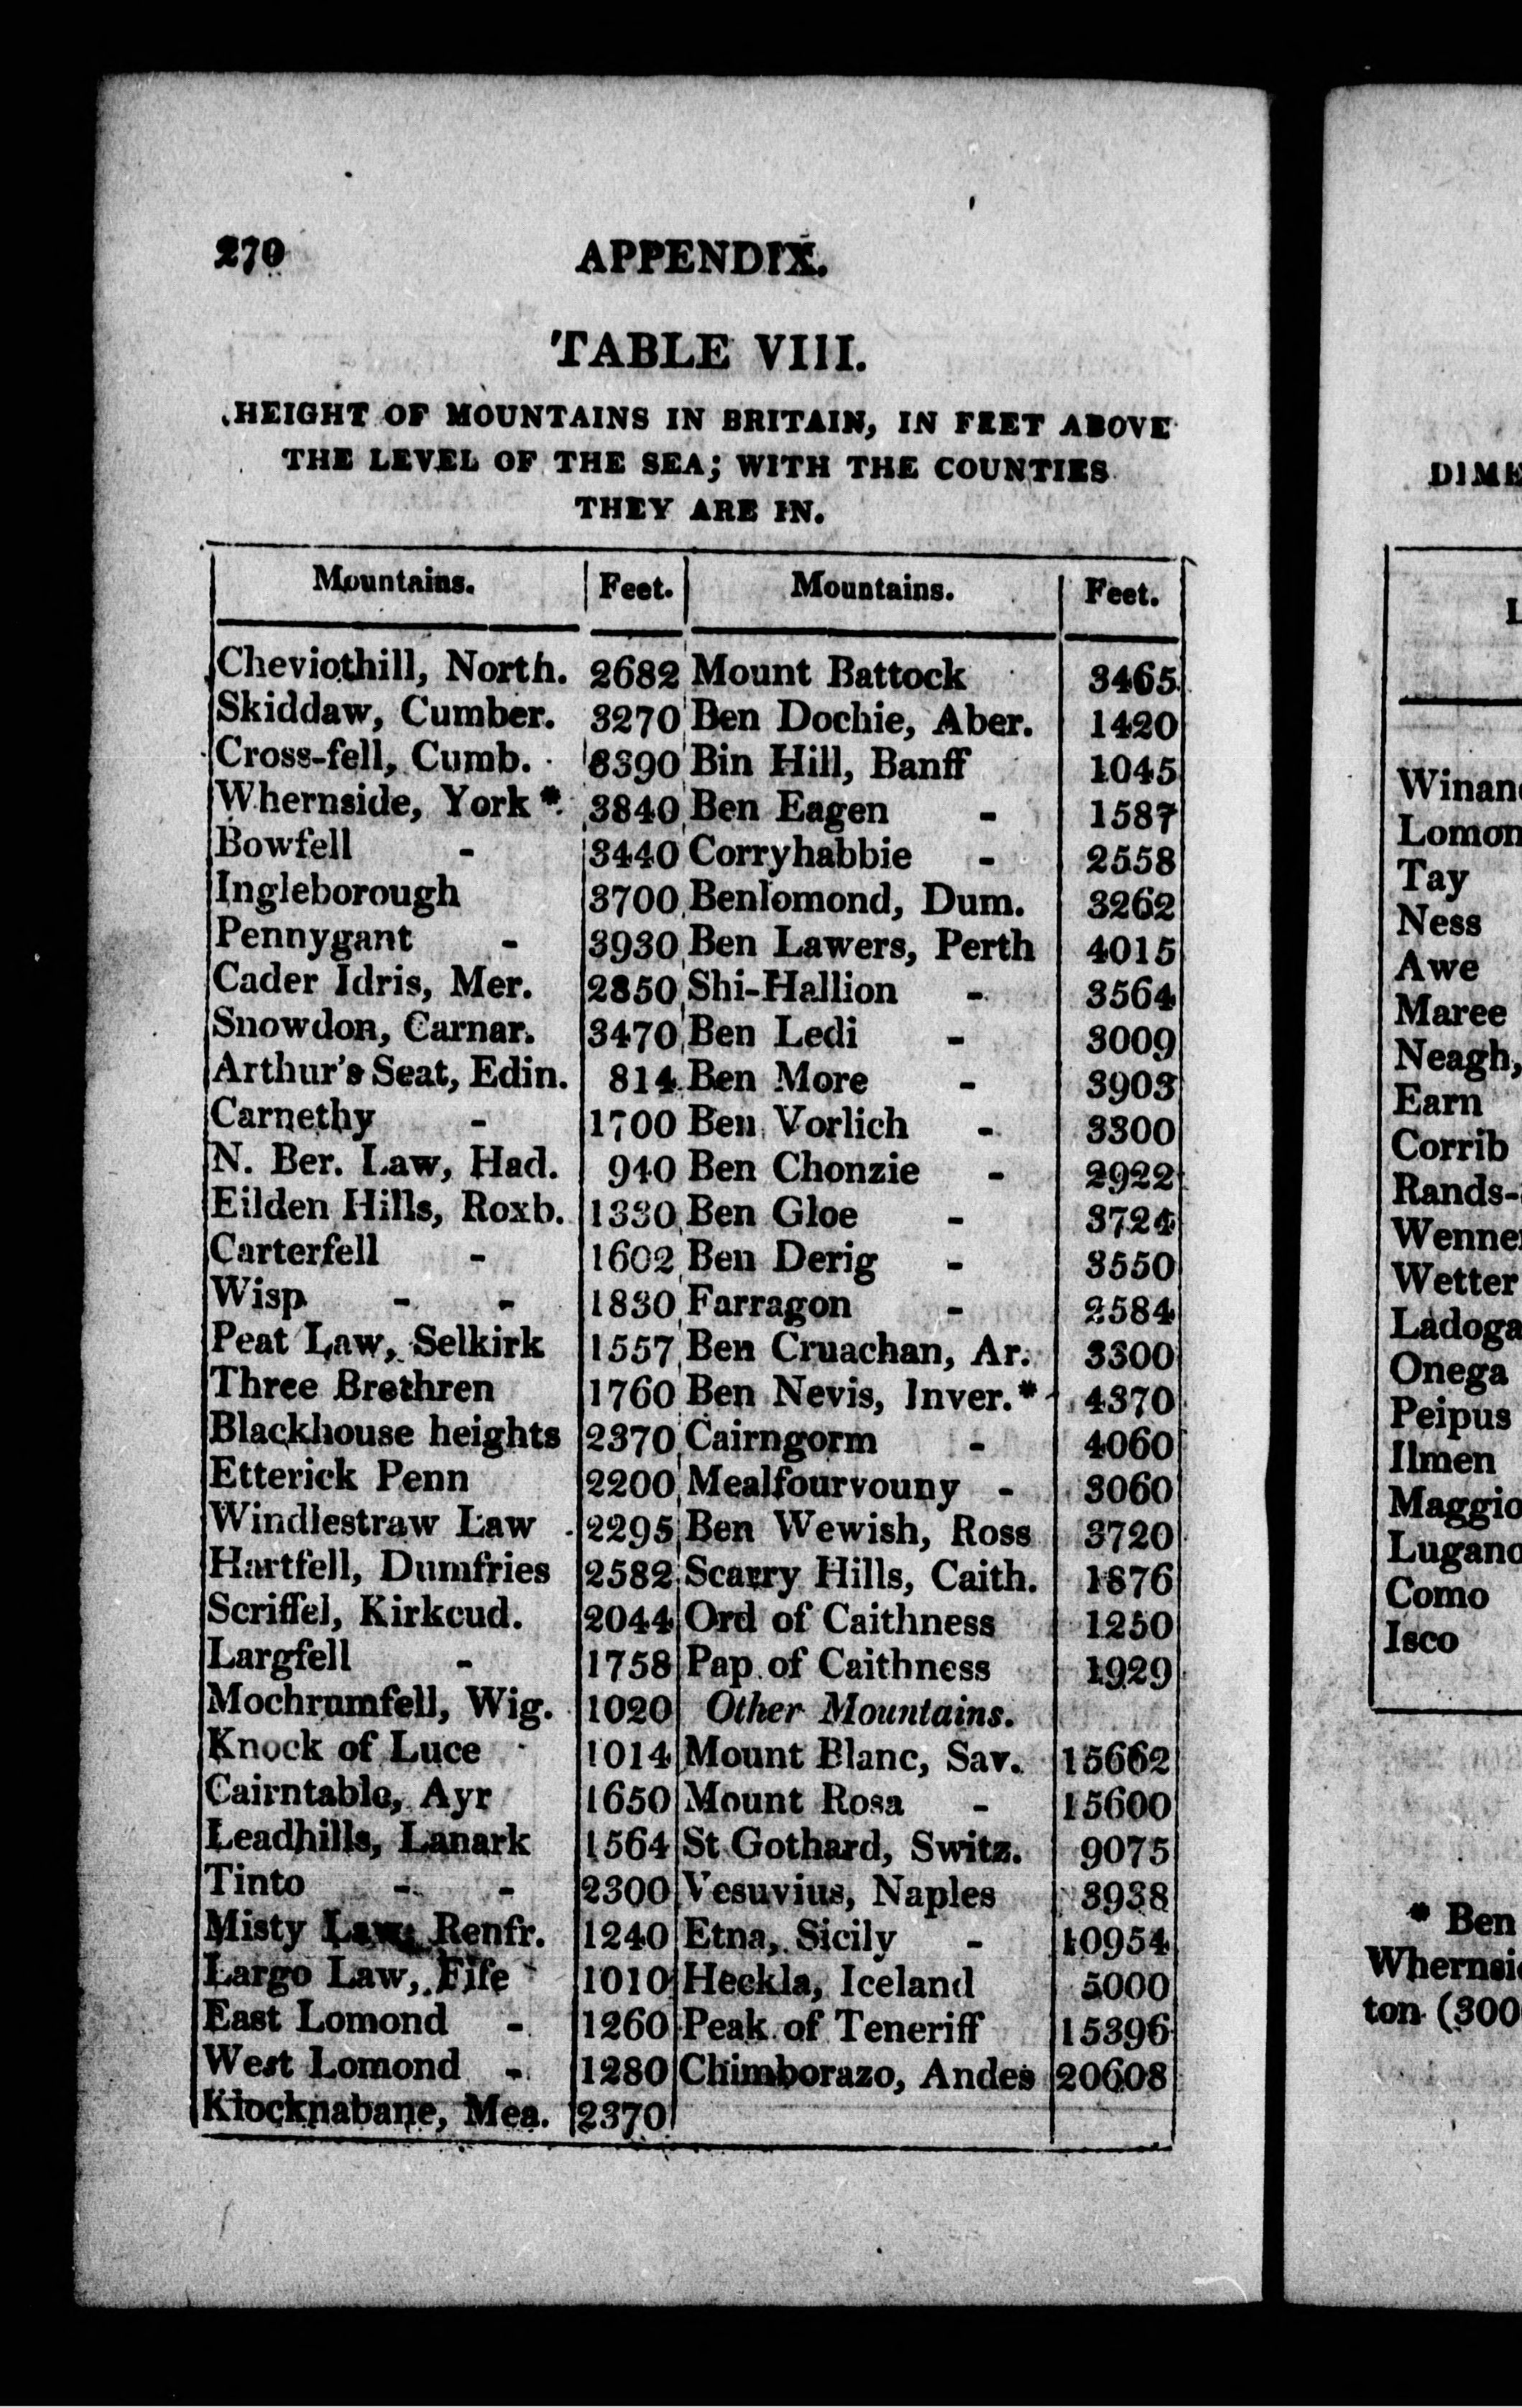 270 APPENDIX.
TABLE VIII.
HEIGHT OF MOUNTAINS IN BRITAIN, IN FEET ABOVE
THE LEVEL OF THE SEA; WITH THE COUNTIES
THEY ARE IN.
Mountains. Feet. Mountains. Feet.
Cheviothill, North. 2682 Mount Battock 3465
Skiddaw, Cumber. 3270 Ben Dochie, Aber. 1420
Cross-fell, Cumb. 3390 Bin Hill, Banff 1045
Whernside, York * 3840 Ben Eagen - 1587
Bowfell - 3440 Corryhabbie - 2558
Ingleborough 3700 Benlomond, Dum. 3262
Pennygant - 3930 Ben Lawers, Perth 4015
Cader Idris, Mer. 2850 Shi-Hallion - 3564
Snowdon, Carnar. 3470 Ben Ledi - 3009
Arthur's Seat, Edin. 814 Ben More - 3903
Carnethy - 1700 Ben Vorlich - 3300
N. Ber. Law, Had. 940 Ben Chonzie - 2922
Eilden Hills, Roxb. 1330 Ben Gloe - 3724
Carterfell - 1602 Ben Derig - 3550
Wisp - - 1830 Farragon - 2584
Peat Law, Selkirk 1557 Ben Cruachan, Ar. 3300
Three Brethren 1760 Ben Nevis, Inver.* 4370
Blackhouse heights 2370 Cairngorm - 4060
Etterick Penn 2200 Mealfourvouny - 3060
Windlestraw Law 2295 Ben Wewish, Ross 3720
Hartfell, Dumfries 2582 Scarry Hills, Caith. 1876
Scriffel, Kirkcud. 2044 Ord of Caithness 1250
Largfell - 1758 Pap of Caithness 1929
Mochrumfell, Wig. 1020 Other Mountains.
Knock of Luce 1014 Mount Blanc, Sav. 15662
Cairntable, Ayr 1650 Mount Rosa - 15600
Leadhills, Lanark 1564 St Gothard, Switz. 9075
Tinto - - 2300 Vesuvius, Naples 3938
Misty Law, Renfr. 1240 Etna, Sicily - 10954
Largo Law, Fife 1010 Heckla, Iceland 5000
East Lomond - 1260 Peak of Teneriff 15396
West Lomond - 1280 Chimborazo, Andes 20608
Klocknabane, Mea. 2370
DIME
L
Winan
Lomon
Tay
Ness
Awe
Maree
Neagh,
Earn
Corrib
Rands-
Wenne
Wetter
Ladoga
Onega
Peipus
Ilmen
Maggio
Lugano
Como
Isco
* Ben
Whernsi
ton (300